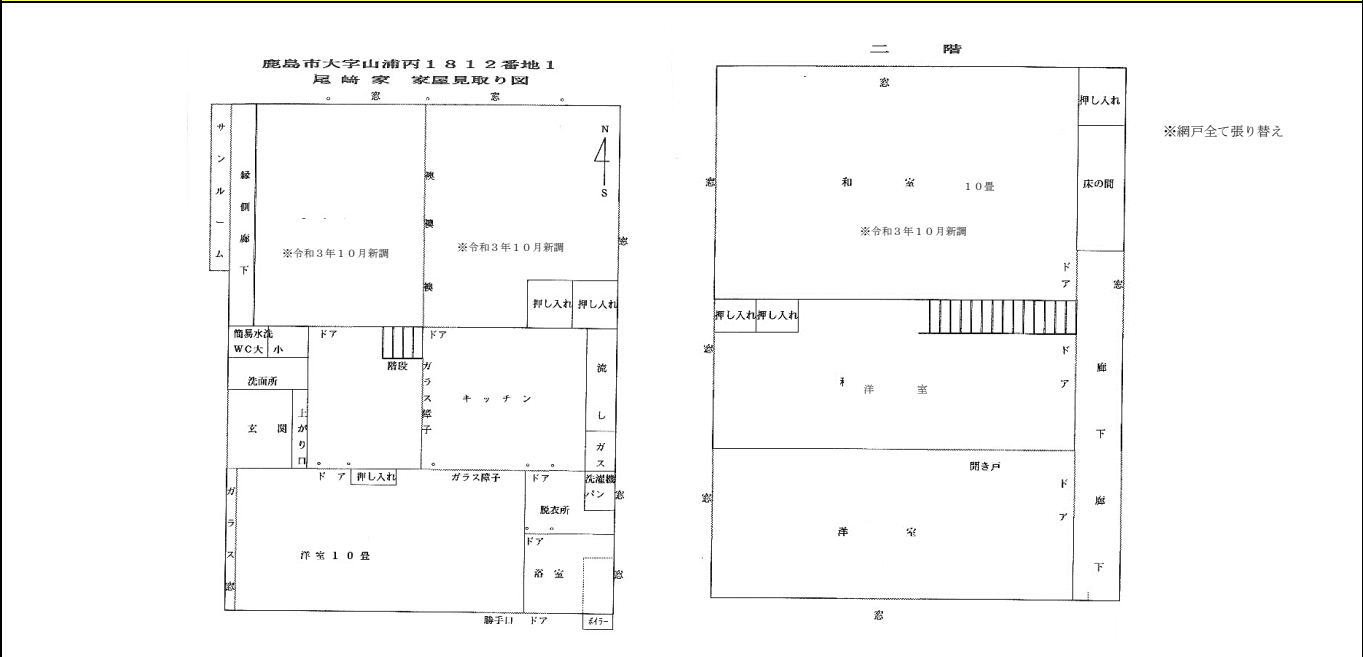 鹿島市大字山浦丙１８１２番地１
尾崎家　家屋見取り図
窓　窓
サンルーム
縁側廊下
※令和３年１０月新調
襖
襖
襖
※令和３年１０月新調
N
S
窓
押し入れ
押し入れ
簡易水洗
ＷＣ大
小
洗面所
玄関
上がり口
ドア
階段
ドア
ガラス障子
キッチン
流し
ガス
ガラス窓
ドア
押し入れ
ガラス障子
洋室１０畳
ドア
脱衣所
洗濯機
パン
窓
ドア
浴室
窓
勝手口　ドア
ﾎﾞｲﾗｰ
二　階
窓
押し入れ
窓
和　室　１０畳
※令和３年１０月新調
床の間
ドア
窓
押し入れ
押し入れ
窓
洋　室
ドア
廊下
開き戸
窓
洋　室
ドア
廊下
窓
※網戸全て張り替え